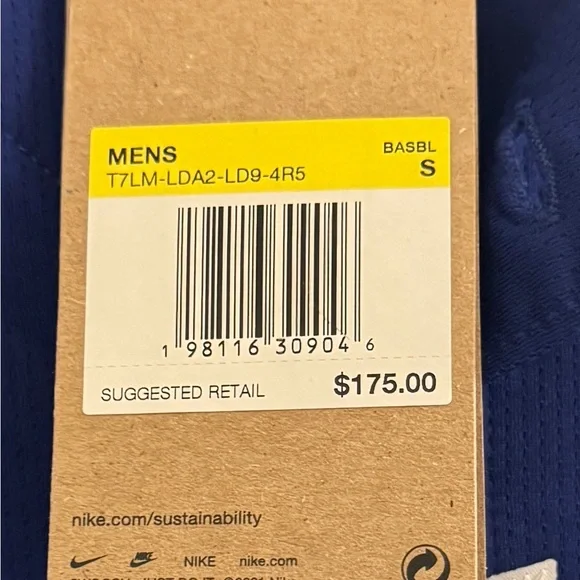 MENS BASBL
T7LM-LDA2-LD9-4R5 S
1 98116 30904 6
SUGGESTED RETAIL $175.00
nike.com/sustainability
NIKE nike.com